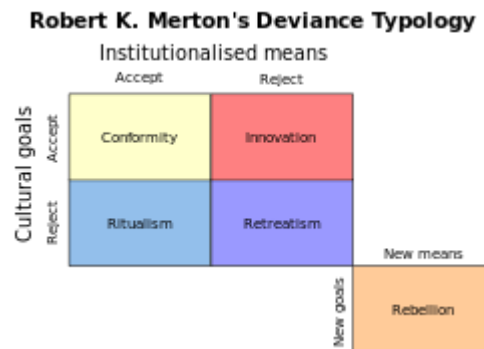 Robert K. Merton's Deviance Typology
Institutionalised means
Accept Reject
Cultural goals
Accept
Conformity Innovation
Reject
Ritualism Retreatism
New means
New goals
Rebellion